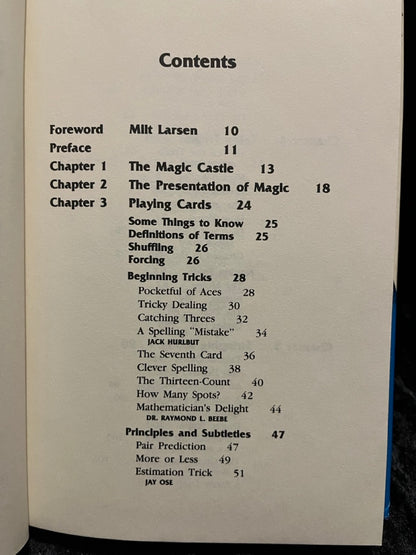 Contents
Foreword Milt Larsen 10
Preface 11
Chapter 1 The Magic Castle 13
Chapter 2 The Presentation of Magic 18
Chapter 3 Playing Cards 24
Some Things to Know 25
Definitions of Terms 25
Shuffling 26
Forcing 26
Beginning Tricks 28
Pocketful of Aces 28
Tricky Dealing 30
Catching Threes 32
A Spelling "Mistake" 34
JACK HURLBUT
The Seventh Card 36
Clever Spelling 38
The Thirteen-Count 40
How Many Spots? 42
Mathematician's Delight 44
DR. RAYMOND L. BEEBE
Principles and Subtleties 47
Pair Prediction 47
More or Less 49
Estimation Trick 51
JAY OSE